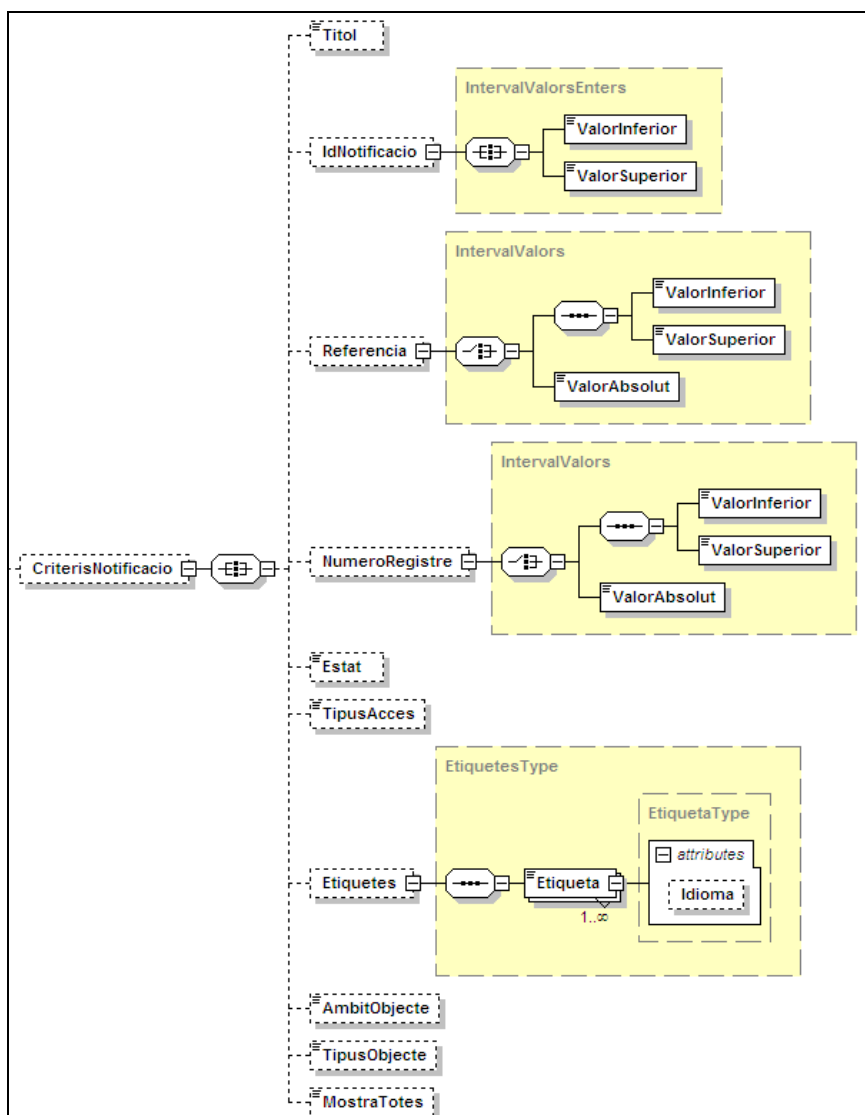 Titol
IntervalValorsEnters
ValorInferior
IdNotificacio
ValorSuperior
IntervalValors
ValorInferior
ValorSuperior
Referencia
ValorAbsolut
IntervalValors
ValorInferior
ValorSuperior
CriterisNotificacio
NumeroRegistre
ValorAbsolut
Estat
TipusAcces
EtiquetesType
EtiquetaType
attributes
Etiquetes
Etiqueta
Idioma
1..∞
AmbitObjecte
TipusObjecte
MostraTotes